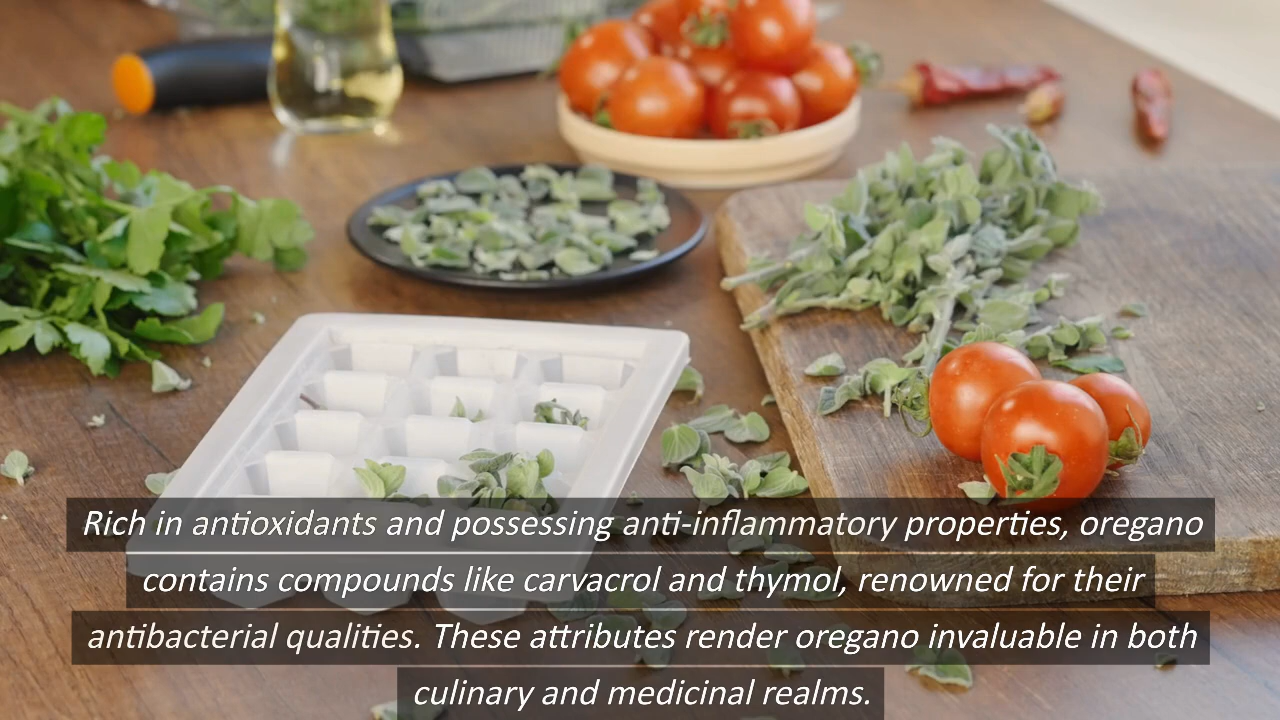 Rich in antioxidants and possessing anti-inflammatory properties, oregano
contains compounds like carvacrol and thymol, renowned for their
antibacterial qualities. These attributes render oregano invaluable in both
culinary and medicinal realms.